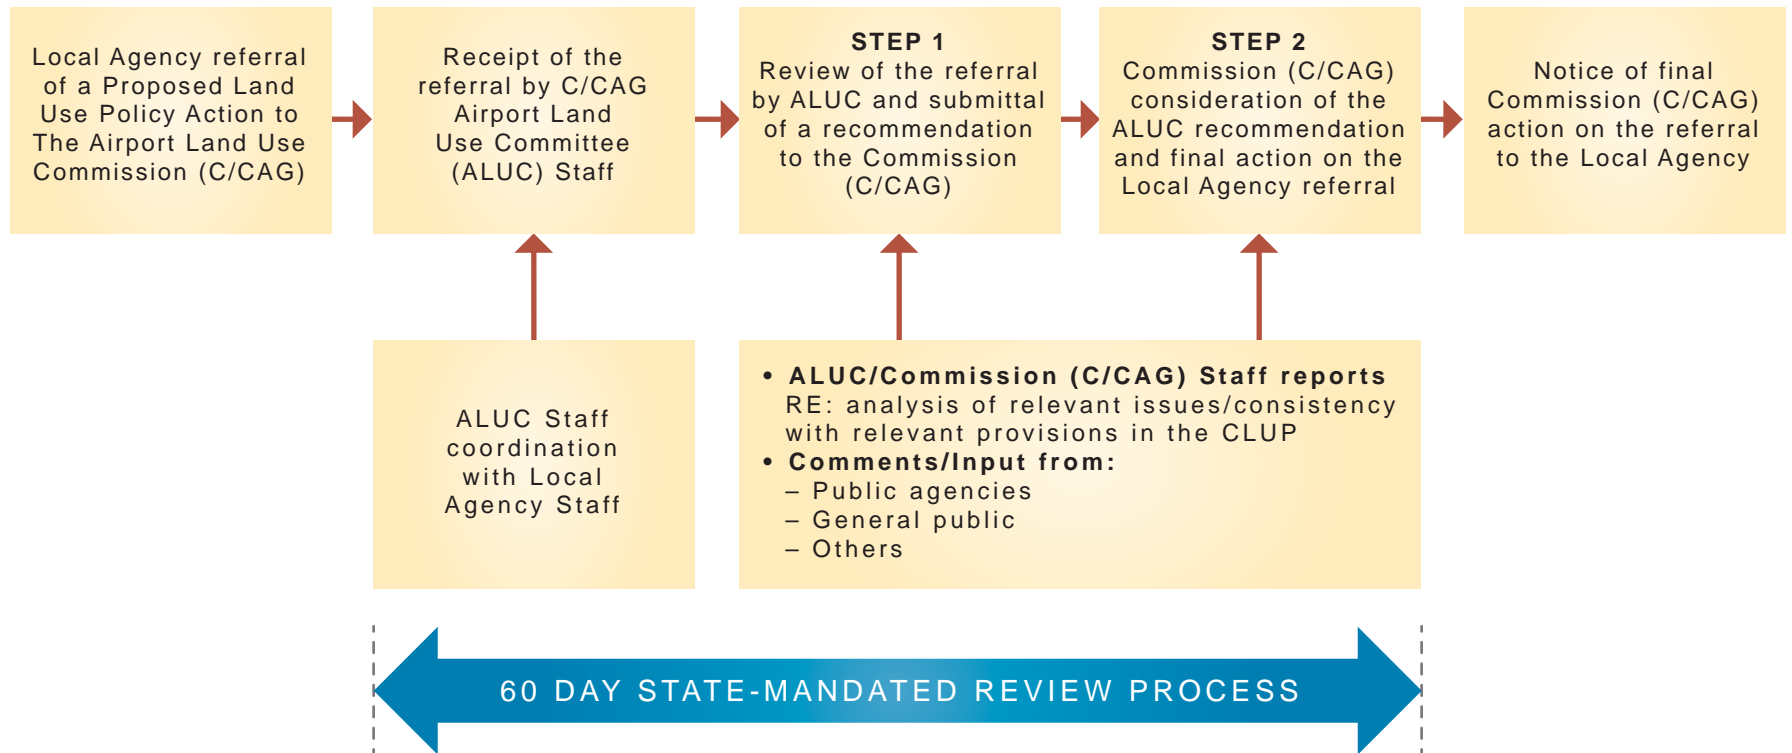 Local Agency referral
of a Proposed Land
Use Policy Action to
The Airport Land Use
Commission (C/CAG)
Receipt of the
referral by C/CAG
Airport Land
Use Committee
(ALUC) Staff
STEP 1
Review of the referral
by ALUC and submittal
of a recommendation
to the Commission
(C/CAG)
STEP 2
Commission (C/CAG)
consideration of the
ALUC recommendation
and final action on the
Local Agency referral
Notice of final
Commission (C/CAG)
action on the referral
to the Local Agency
ALUC Staff
coordination
with Local
Agency Staff
• ALUC/Commission (C/CAG) Staff reports
RE: analysis of relevant issues/consistency
with relevant provisions in the CLUP
• Comments/Input from:
– Public agencies
– General public
– Others
60 DAY STATE-MANDATED REVIEW PROCESS